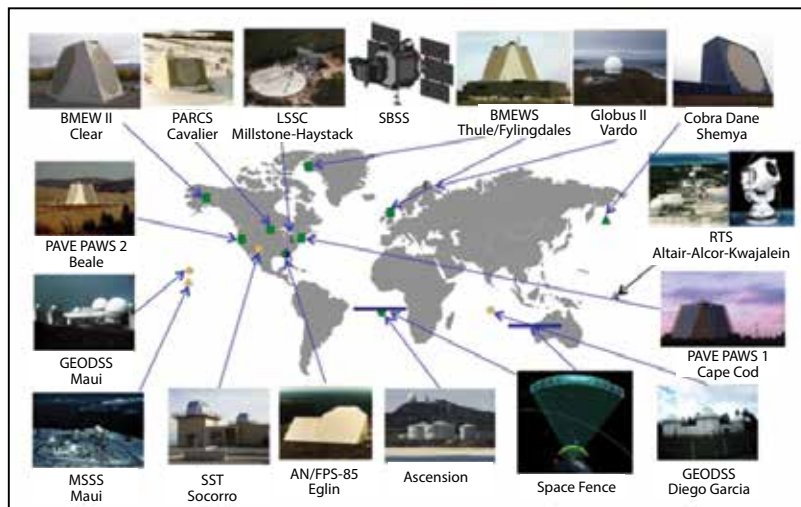 BMEW II
Clear
PARCS
Cavalier
LSSC
Millstone-Haystack
SBSS
BMEWS
Thule/Fylingdales
Globus II
Vardo
Cobra Dane
Shemya
PAVE PAWS 2
Beale
RTS
Altair-Alcor-Kwajalein
GEODSS
Maui
PAVE PAWS 1
Cape Cod
MSSS
Maui
SST
Socorro
AN/FPS-85
Eglin
Ascension
Space Fence
GEODSS
Diego Garcia